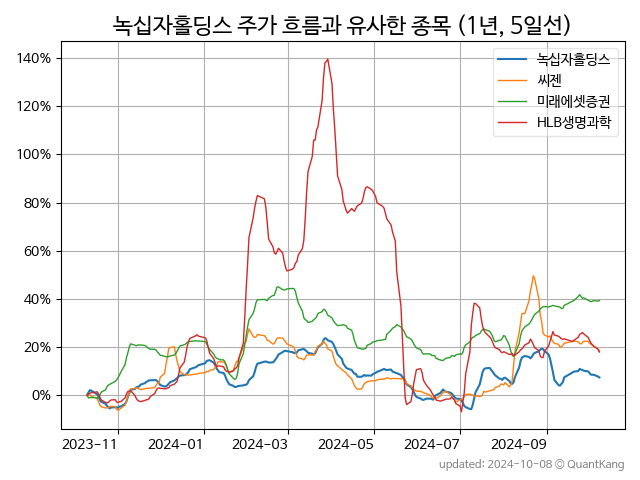 녹십자홀딩스 주가 흐름과 유사한 종목 (1년, 5일선)
녹십자홀딩스
씨젠
미래에셋증권
HLB생명과학
140%
120%
100%
80%
60%
40%
20%
0%
2023-11 2024-01 2024-03 2024-05 2024-07 2024-09
updated: 2024-10-08 © QuantKang